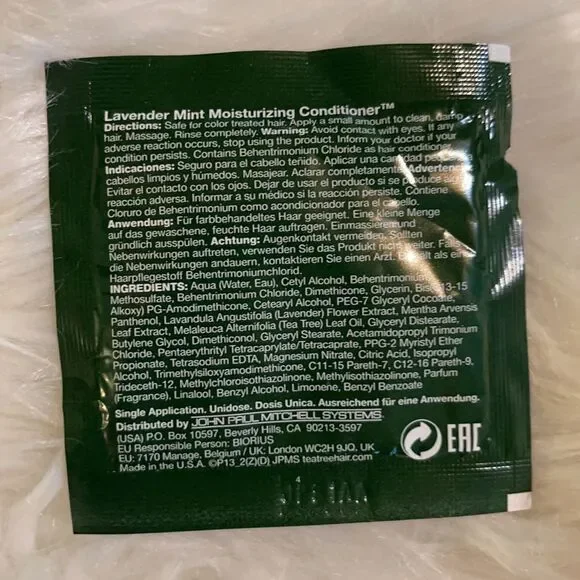 Lavender Mint Moisturizing Conditioner™
Directions: Safe for color treated hair. Apply a small amount to clean, damp
hair. Massage. Rinse completely. Warning: Avoid contact with eyes. If any
adverse reaction occurs, stop using the product. Inform your doctor if your
condition persists. Contains Behentrimonium Chloride as hair conditioner.
Indicaciones: Seguro para el cabello teñido. Aplicar una cantidad
cabellos limpios y húmedos. Masajear. Aclarar completamente. Advertencia:
Evitar el contacto con los ojos. Dejar de usar el producto si se produce
reacción adversa. Informar a su médico si la reacción persiste. Contiene
Cloruro de Behentrimonium como acondicionador para el cabello.
Anwendung: Für farbbehandeltes Haar geeignet. Eine kleine Menge
auf das gewaschene, feuchte Haar auftragen. Einmassieren und
gründlich ausspülen. Achtung: Augenkontakt vermeiden. Sollten
Nebenwirkungen auftreten, verwenden Sie das Produkt nicht weiter. Falls
die Nebenwirkungen andauern, kontaktieren Sie einen Arzt. Enthält als ein
Haarpflegestoff Behentrimoniumchlorid.
INGREDIENTS: Aqua (Water, Eau), Cetyl Alcohol, Behentrimonium
Methosulfate, Behentrimonium Chloride, Dimethicone, Glycerin, Bis(C13-15
Alkoxy) PG-Amodimethicone, Cetearyl Alcohol, PEG-7 Glyceryl Cocoate,
Panthenol, Lavandula Angustifolia (Lavender) Flower Extract, Mentha Arvensis
Leaf Extract, Melaleuca Alternifolia (Tea Tree) Leaf Oil, Glyceryl Distearate,
Butylene Glycol, Dimethiconol, Glyceryl Stearate, Acetamidopropyl Trimonium
Chloride, Pentaerythrityl Tetracaprylate/Tetracaprate, PPG-2 Myristyl Ether
Propionate, Tetrasodium EDTA, Magnesium Nitrate, Citric Acid, Isopropyl
Alcohol, Trimethylsiloxyamodimethicone, C11-15 Pareth-7, C12-16 Pareth-9,
Trideceth-12, Methylchloroisothiazolinone, Methylisothiazolinone, Parfum
(Fragrance), Linalool, Benzyl Alcohol, Limonene, Benzyl Benzoate
Single Application. Unidose. Dosis Unica. Ausreichend für eine Anwendung.
Distributed by JOHN PAUL MITCHELL SYSTEMS
(USA) P.O. Box 10597, Beverly Hills, CA 90213-3597
EU Responsible Person: BIORIUS
EU: 7170 Manage, Belgium / UK: London WC2H 9JQ, UK
Made in the U.S.A. ©P13_2(Z)(D) JPMS teatreehair.com
EAC